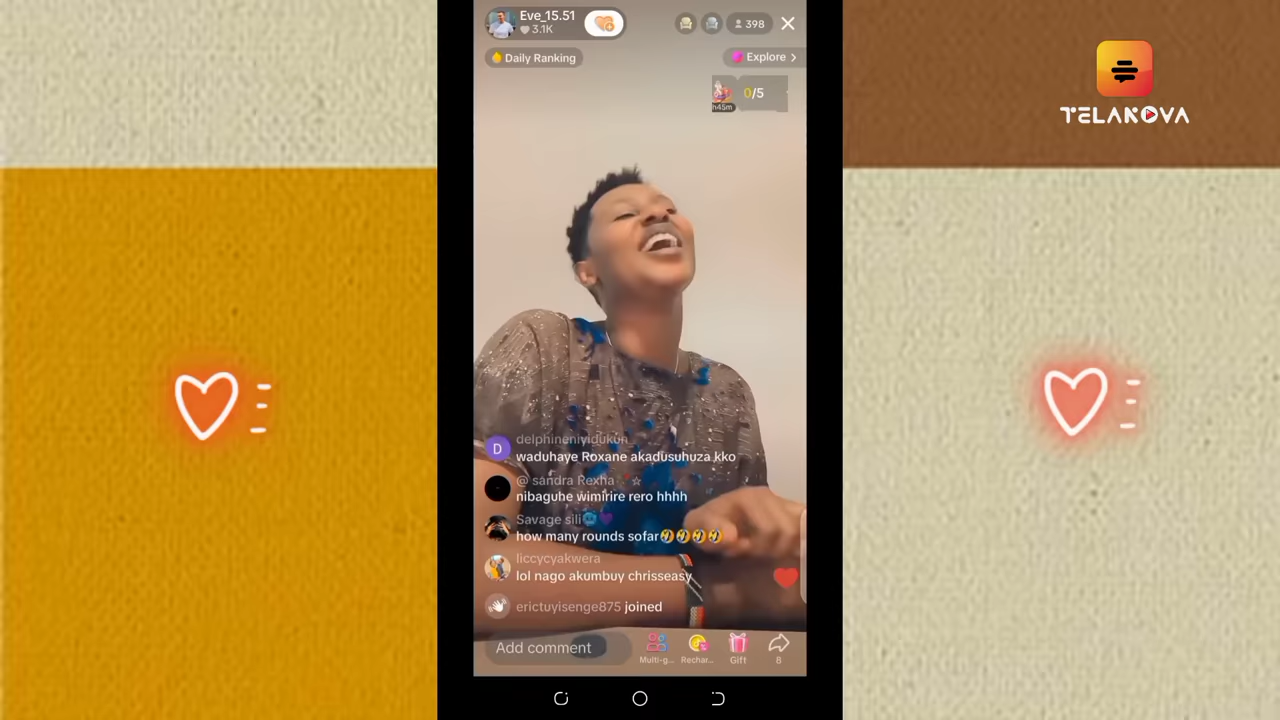 Eve_15.51
3.1K
398
Daily Ranking
Explore
h45m
0/5
TELANOVA
D
delphineniyidukun
waduhaye Roxane akadusuhuza kko
@ sandra Rexha
nibaguhe wimirire rero hhhh
Savage sili
how many rounds sofar🤣🤣🤣🤣
liccycyakwera
lol nago akumbuy chrisseasy
erictuyisenge875 joined
Add comment
Multi-g...
Rechar...
Gift
8